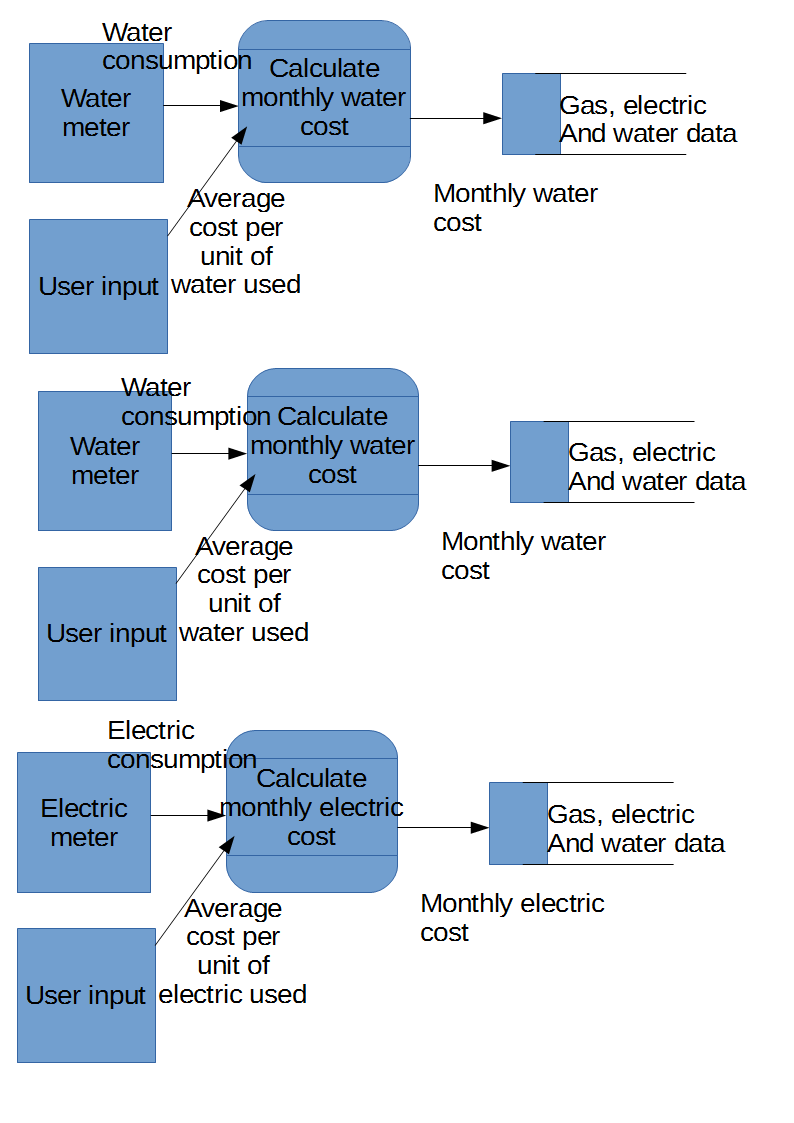 Water
consumption
Water
meter
Calculate
monthly water
cost
Gas, electric
And water data
Monthly water
cost
Average
cost per
unit of
water used
User input
Water
consumption
Water
meter
Calculate
monthly water
cost
Gas, electric
And water data
Monthly water
cost
Average
cost per
unit of
water used
User input
Electric
consumption
Electric
meter
Calculate
monthly electric
cost
Gas, electric
And water data
Monthly electric
cost
Average
cost per
unit of
electric used
User input